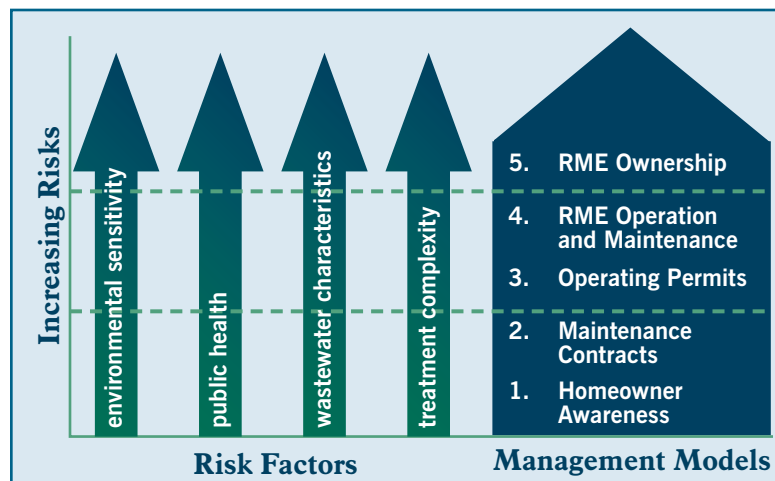 Increasing Risks
environmental sensitivity
public health
wastewater characteristics
treatment complexity
5. RME Ownership
4. RME Operation
and Maintenance
3. Operating Permits
2. Maintenance
Contracts
1. Homeowner
Awareness
Risk Factors
Management Models